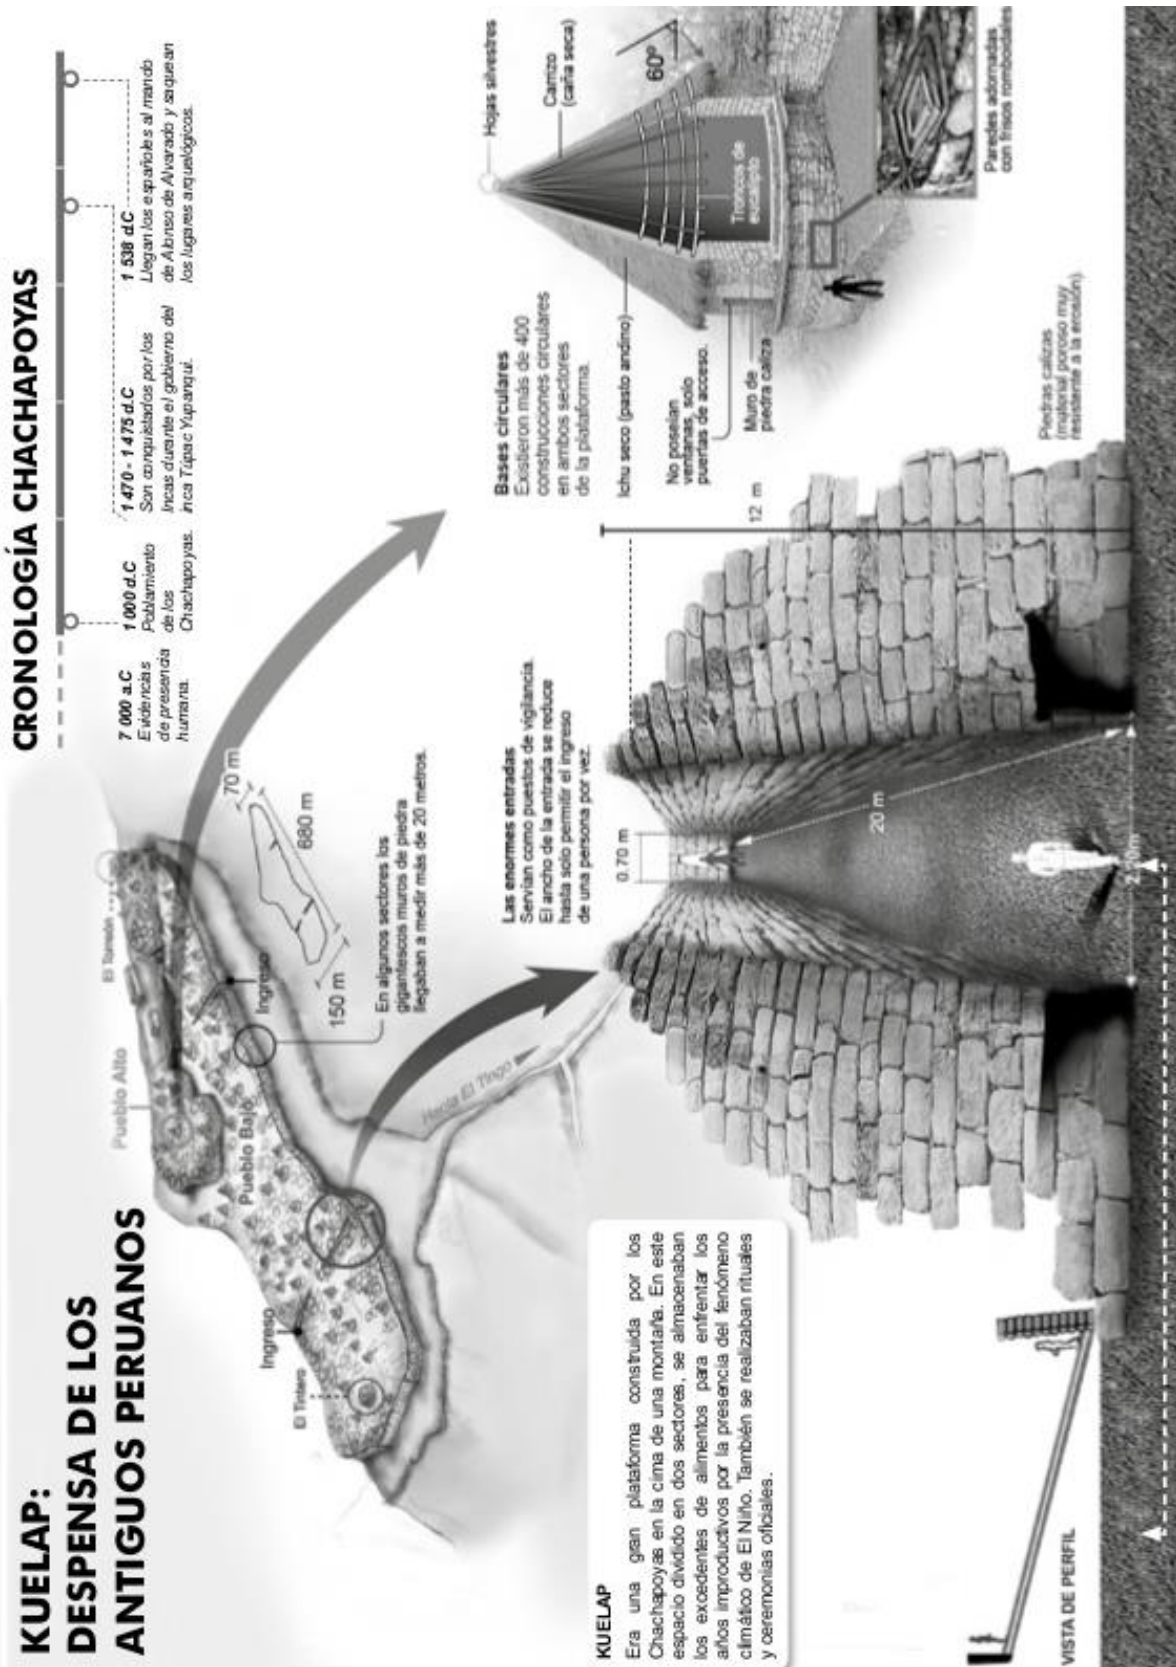 KUELAP:
DESPENSA DE LOS
ANTIGUOS PERUANOS
CRONOLOGÍA CHACHAPOYAS
7 000 a.C
Evidencias
de presencia
humana.
1 000 d.C
Poblamiento
de los
Chachapoyas.
1 470 - 1 475 d.C
Son conquistados por los
Incas durante el gobierno del
inca Túpac Yupanqui.
1 538 d.C
Llegan los españoles al mando
de Alonso de Alvarado y saquean
los lugares arqueológicos.
Pueblo Alto
El Torreón
Ingreso
El Tintero
Pueblo Bajo
Ingreso
70 m
680 m
150 m
En algunos sectores los
gigantescos muros de piedra
llegaban a medir más de 20 metros.
Hacia El Tingo
KUELAP
Era una gran plataforma construida por los
Chachapoyas en la cima de una montaña. En este
espacio dividido en dos sectores, se almacenaban
los excedentes de alimentos para enfrentar los
años improductivos por la presencia del fenómeno
climático de El Niño. También se realizaban rituales
y ceremonias oficiales.
Las enormes entradas
Servían como puestos de vigilancia.
El ancho de la entrada se reduce
hasta solo permitir el ingreso
de una persona por vez.
0.70 m
20 m
12 m
Bases circulares
Existieron más de 400
construcciones circulares
en ambos sectores
de la plataforma.
Hojas silvestres
Carrizo
(caña seca)
60º
Ichu seco (pasto andino)
Troncos de
eucalipto
No poseían
ventanas, solo
puertas de acceso.
Muro de
piedra caliza
Paredes adornadas
con frisos romboidales
Piedras calizas
(material poroso muy
resistente a la erosión).
VISTA DE PERFIL